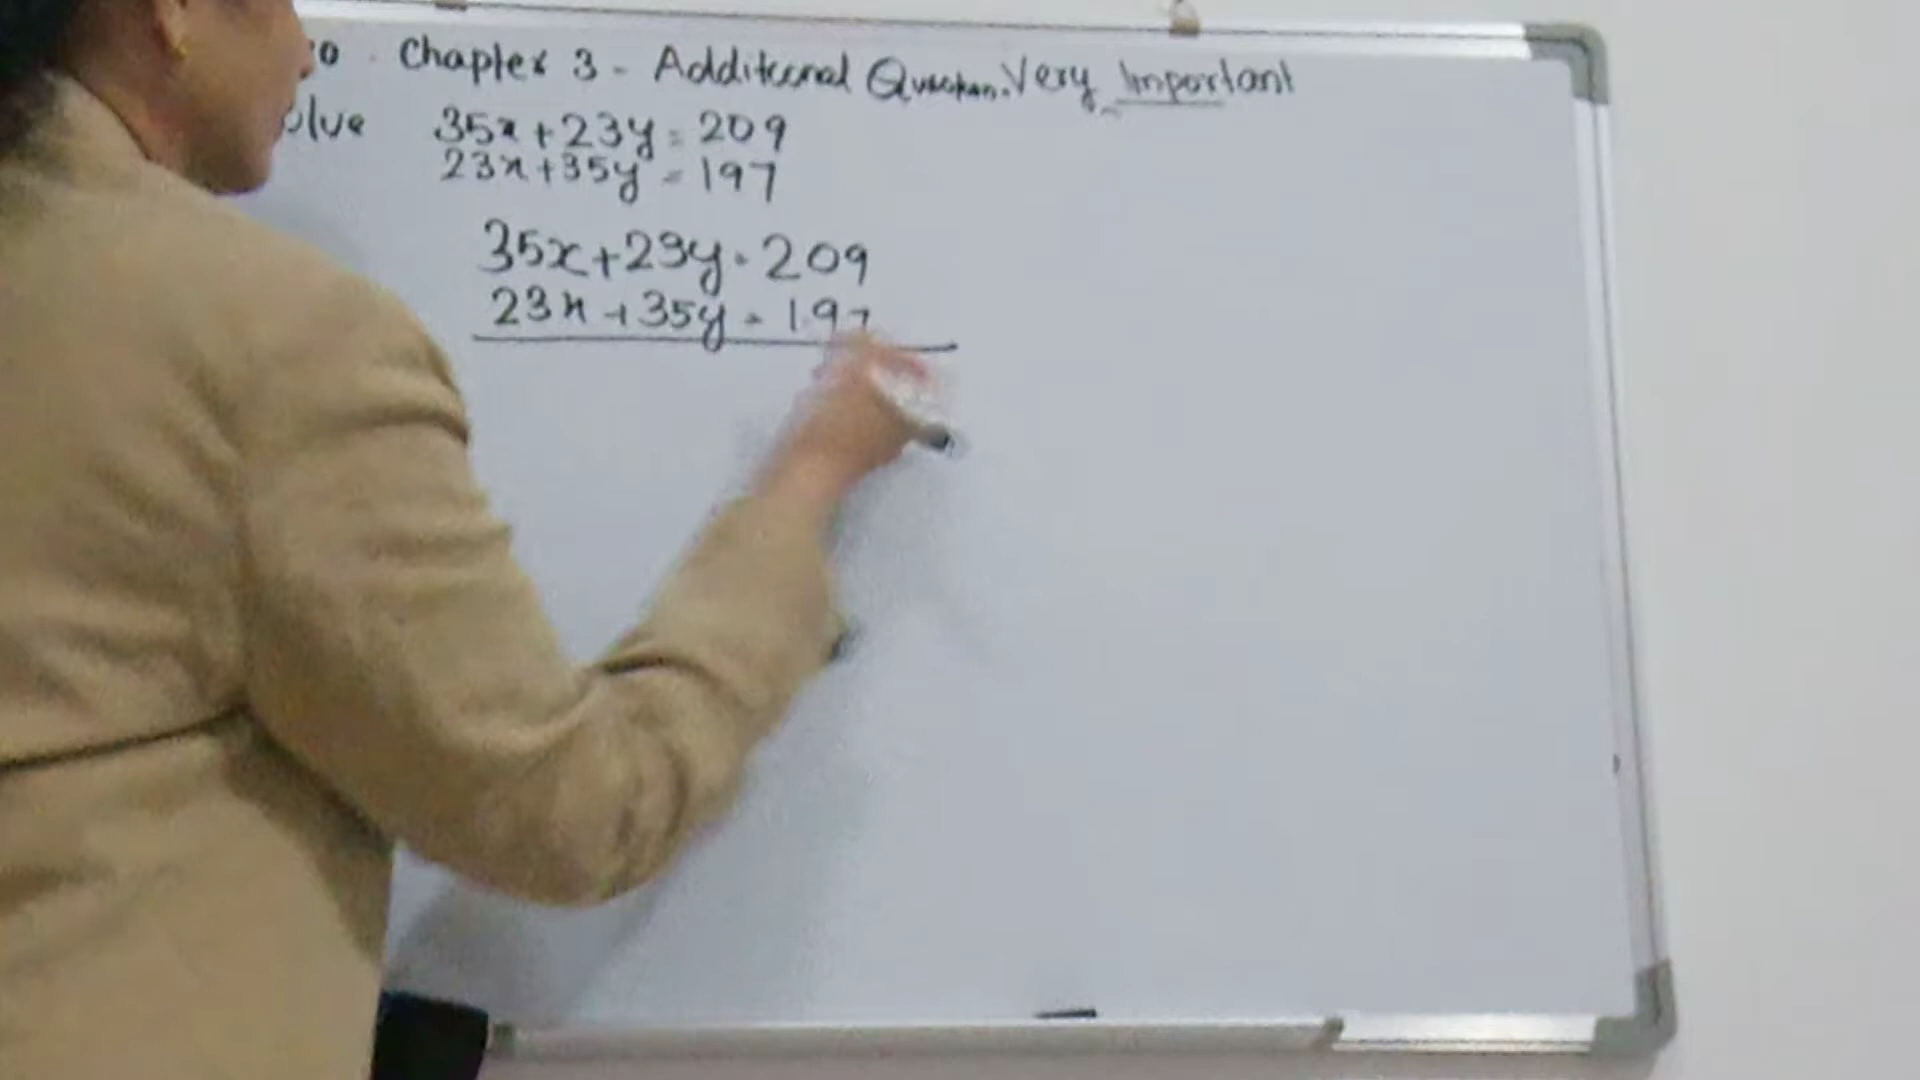 10. Chapter 3 - Additional Question. Very Important
olve 35x + 23y = 209
23x + 35y = 197
35x + 23y = 209
23x + 35y = 197